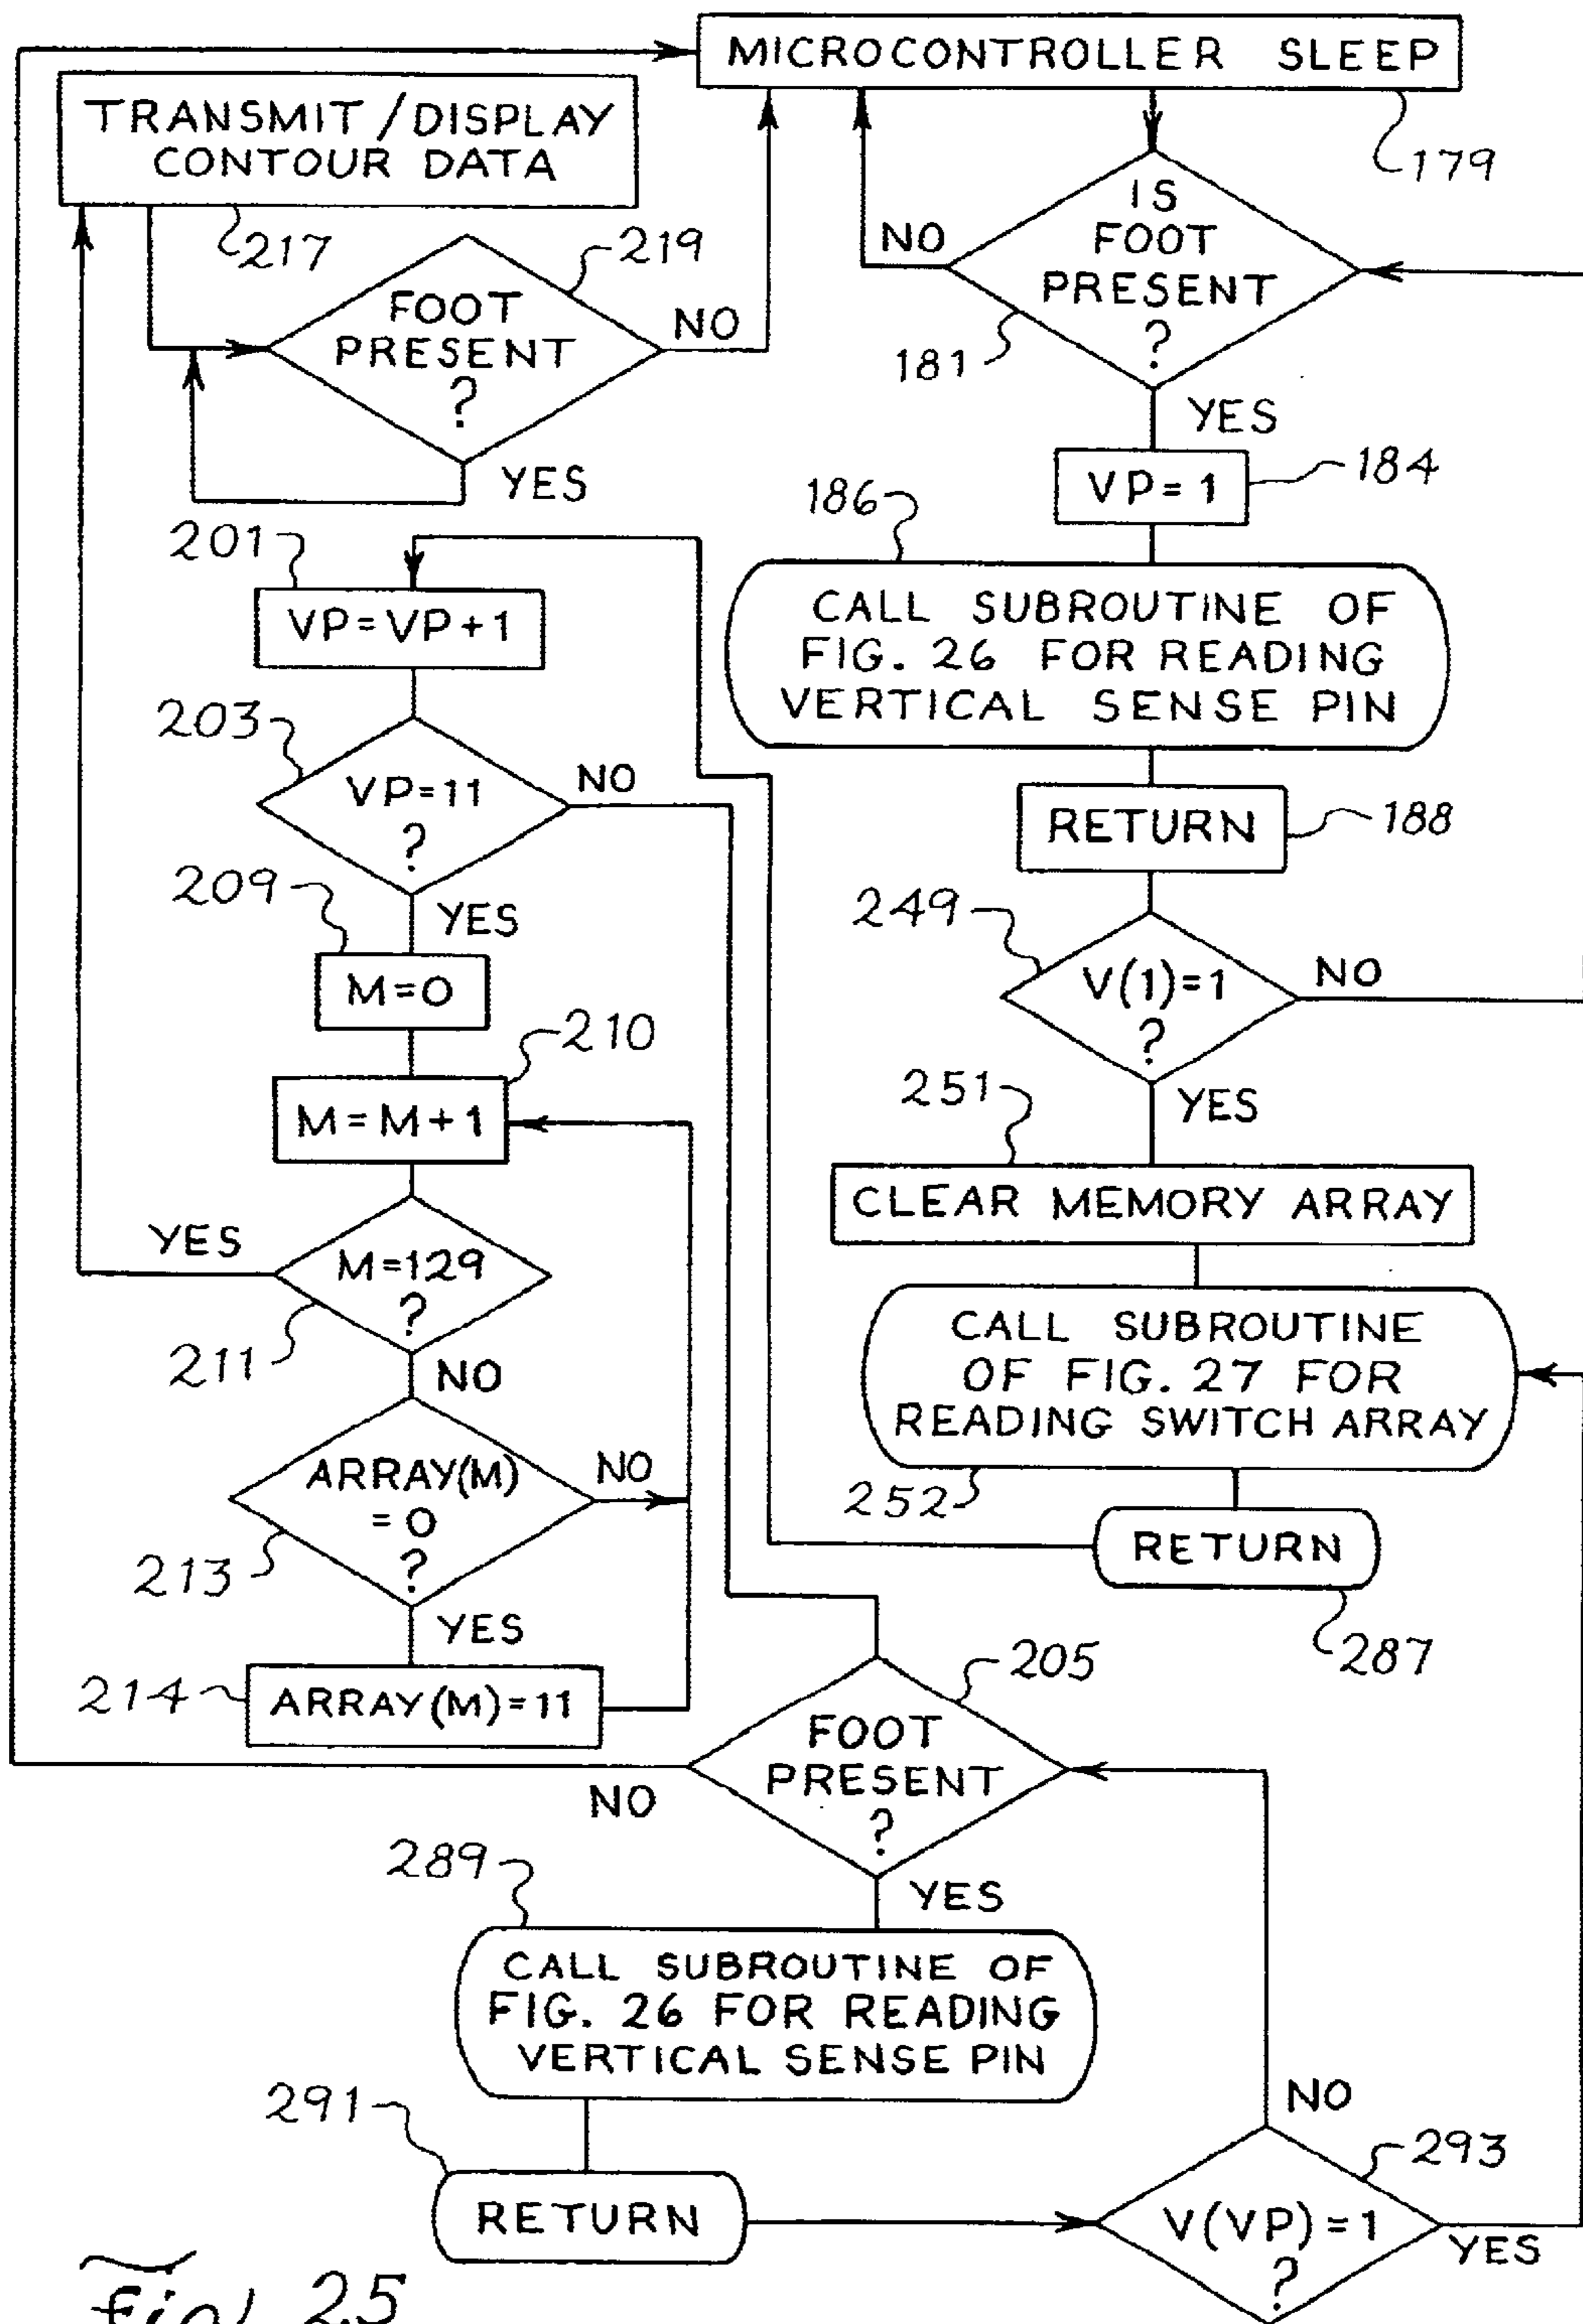 MICROCONTROLLER SLEEP
179
TRANSMIT/DISPLAY
CONTOUR DATA
217
219
FOOT
PRESENT
?
NO
YES
IS
FOOT
PRESENT
?
NO
181
YES
VP=1
184
186
CALL SUBROUTINE OF
FIG. 26 FOR READING
VERTICAL SENSE PIN
RETURN
188
249
V(1)=1
?
NO
YES
251
CLEAR MEMORY ARRAY
CALL SUBROUTINE
OF FIG. 27 FOR
READING SWITCH ARRAY
252
RETURN
287
201
VP=VP+1
203
VP=11
?
NO
209
YES
M=0
210
M=M+1
YES
M=129
?
211
NO
ARRAY(M)
=0
?
NO
213
YES
214
ARRAY(M)=11
205
FOOT
PRESENT
?
NO
YES
289
CALL SUBROUTINE OF
FIG. 26 FOR READING
VERTICAL SENSE PIN
291
RETURN
NO
293
V(VP)=1
?
YES
Fig. 25